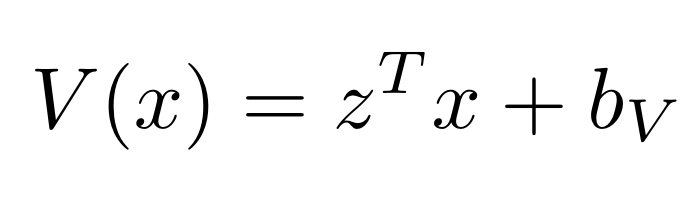 V(x) = z^T x + b_V